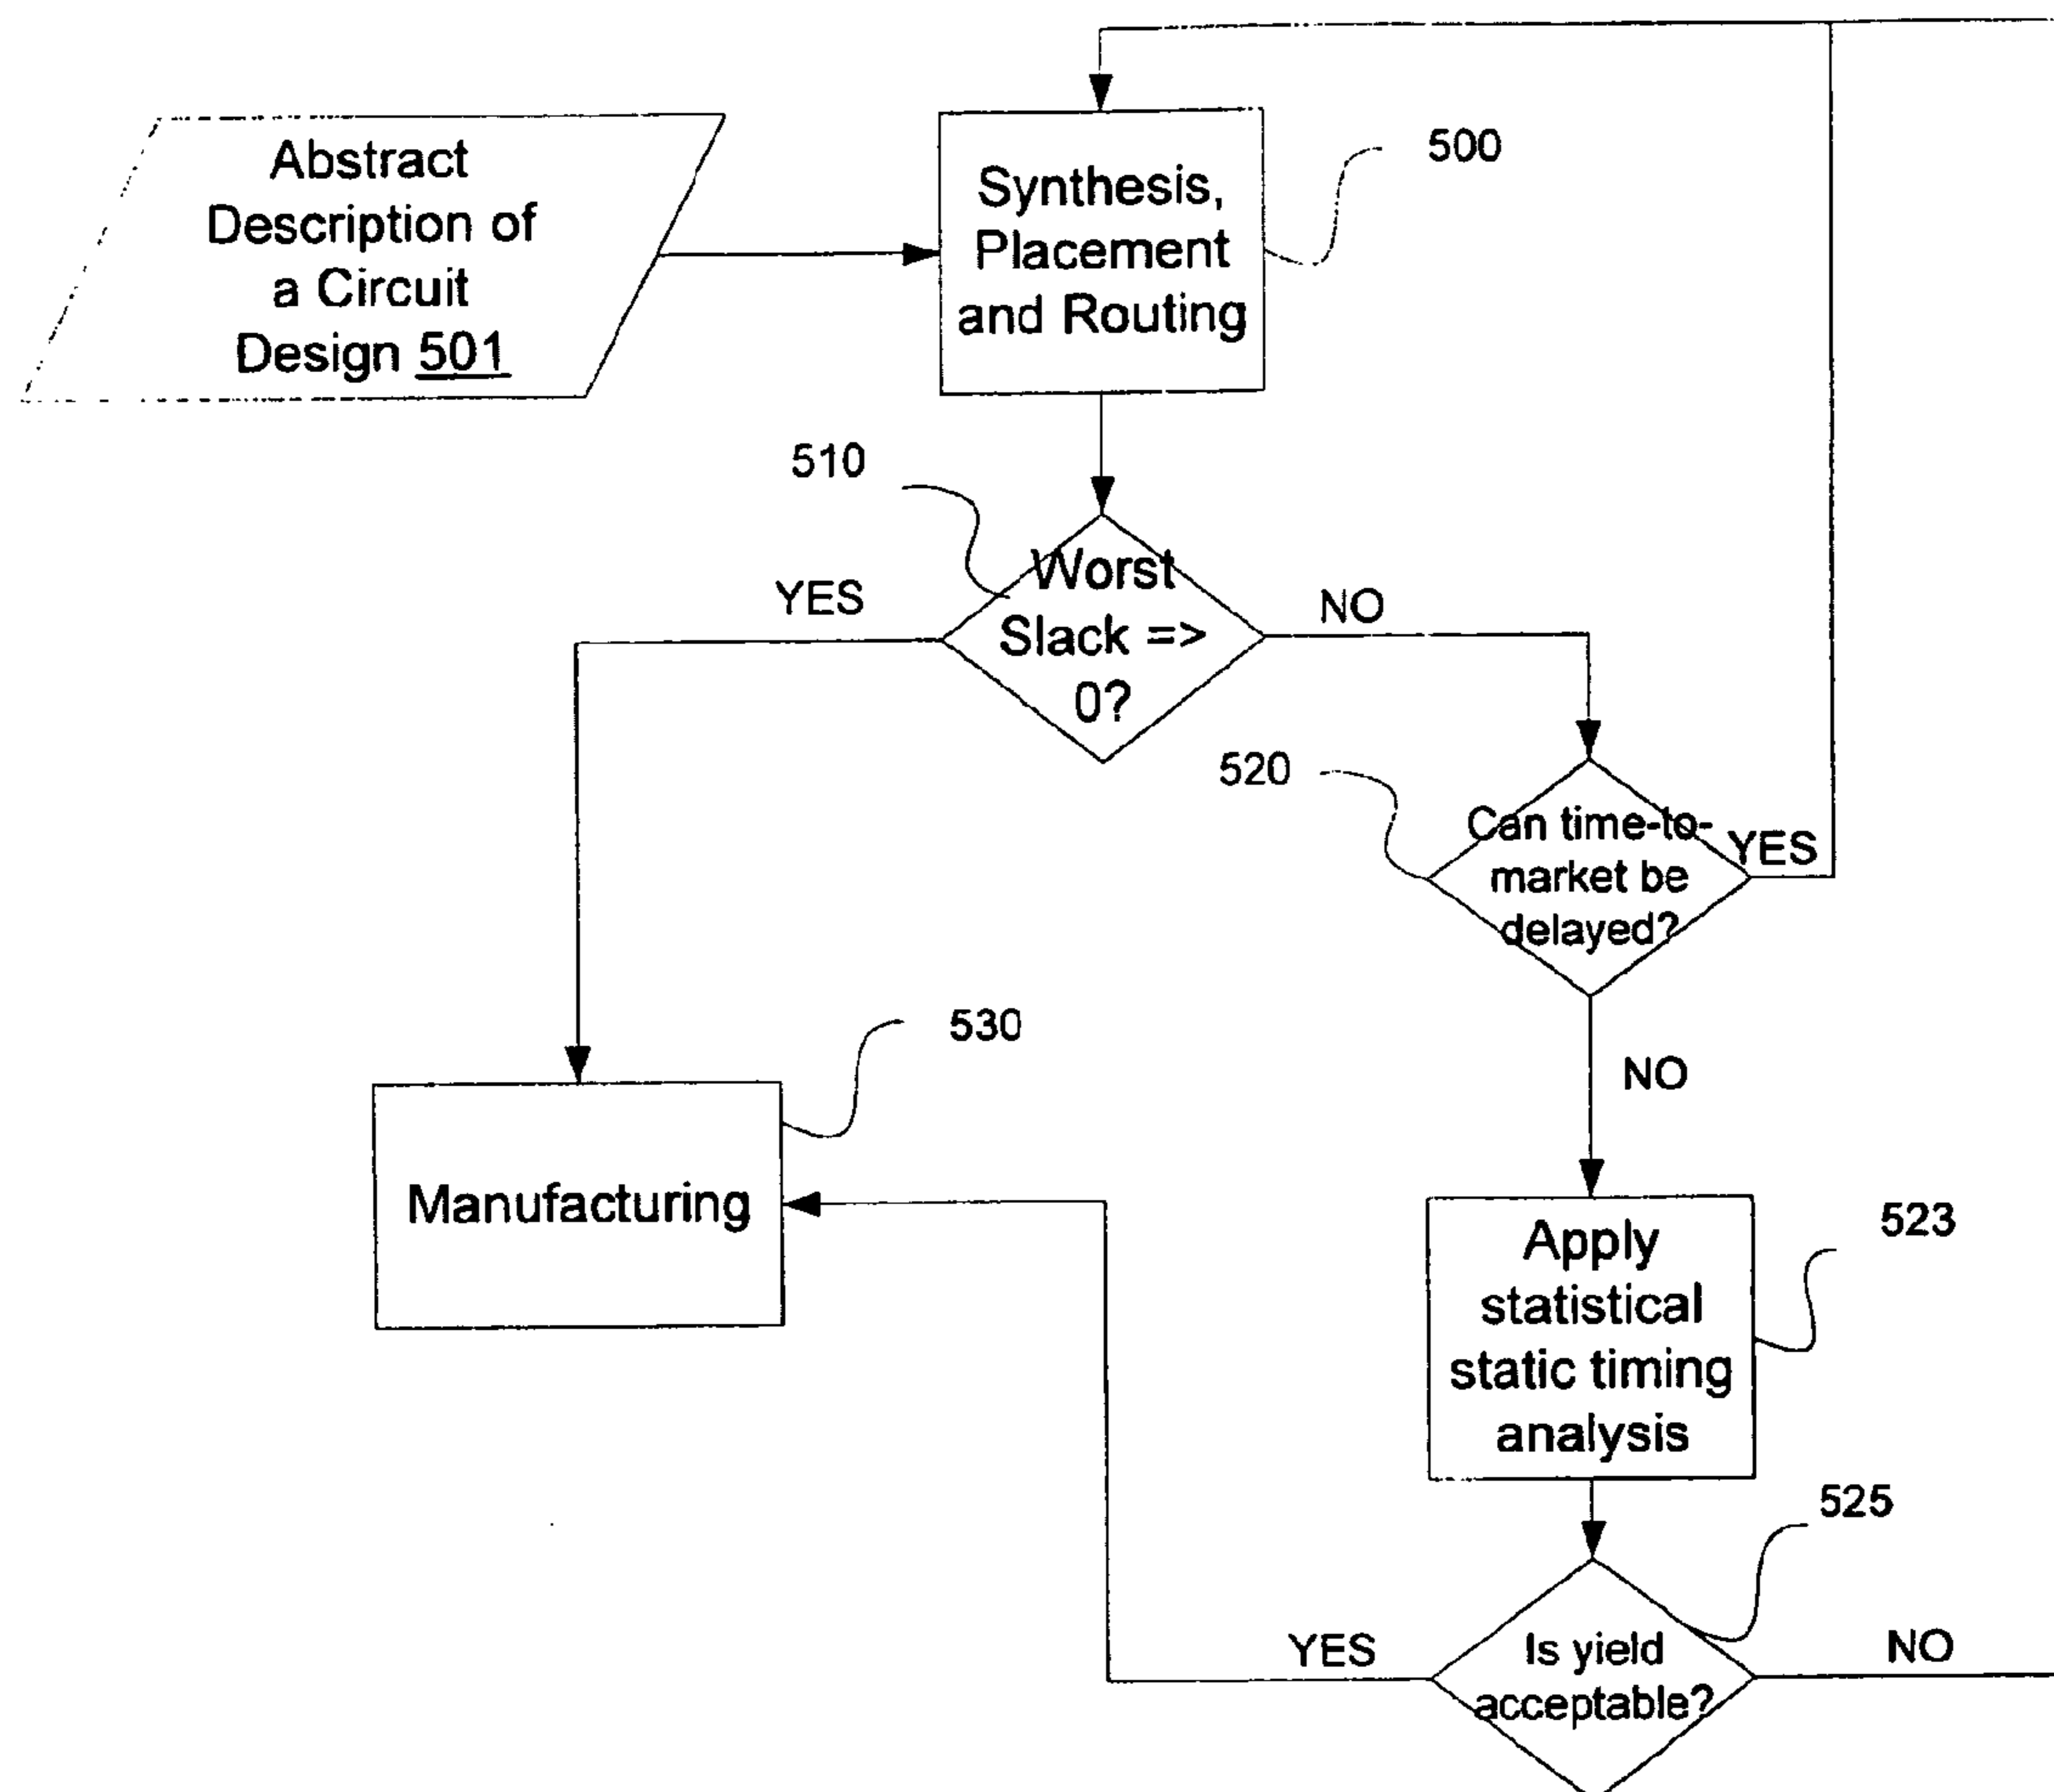 Abstract
Description of
a Circuit
Design 501
Synthesis,
Placement
and Routing
500
510
Worst
Slack =>
0?
YES
NO
520
Can time-to-
market be
delayed?
YES
NO
530
Manufacturing
523
Apply
statistical
static timing
analysis
525
Is yield
acceptable?
YES
NO